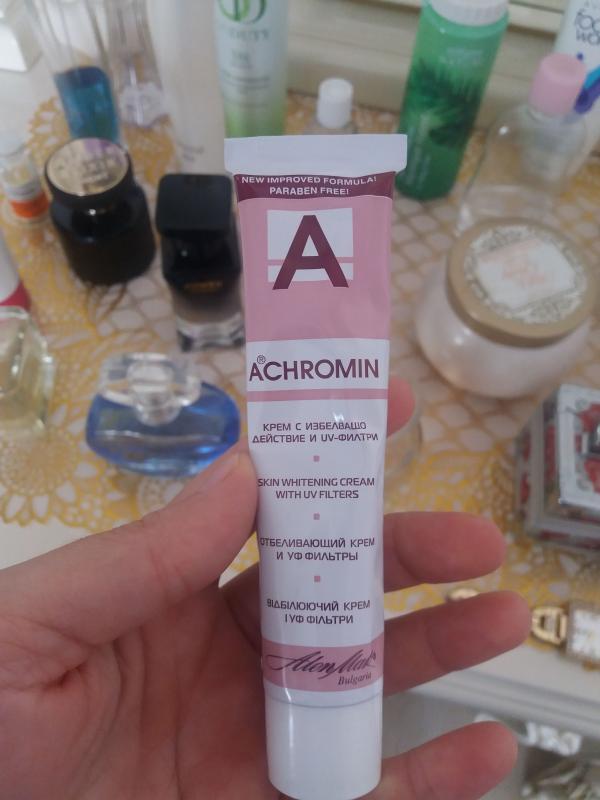 NEW IMPROVED FORMULA!
PARABEN FREE!
A
ACHROMIN®
КРЕМ С ИЗБЕЛВАЩО
ДЕЙСТВИЕ И UV-ФИЛТРИ
SKIN WHITENING CREAM
WITH UV FILTERS
ОТБЕЛИВАЮЩИЙ КРЕМ
И УФ ФИЛЬТРЫ
ВІДБІЛЮЮЧИЙ КРЕМ
І УФ ФІЛЬТРИ
Alen Mak
Bulgaria